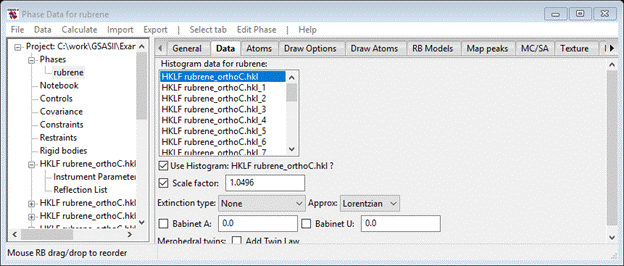 Phase Data for rubrene
File Data Calculate Import Export | Select tab Edit Phase | Help
Project: C:\work\GSASII\Exa
Phases
rubrene
Notebook
Controls
Covariance
Constraints
Restraints
Rigid bodies
HKLF rubrene_orthoC.hkl
Instrument Parameter
Reflection List
HKLF rubrene_orthoC.hkl
HKLF rubrene_orthoC.hkl
General Data Atoms Draw Options Draw Atoms RB Models Map peaks MC/SA Texture
Histogram data for rubrene:
HKLF rubrene_orthoC.hkl
HKLF rubrene_orthoC.hkl_1
HKLF rubrene_orthoC.hkl_2
HKLF rubrene_orthoC.hkl_3
HKLF rubrene_orthoC.hkl_4
HKLF rubrene_orthoC.hkl_5
HKLF rubrene_orthoC.hkl_6
HKLF rubrene_orthoC.hkl_7
Use Histogram: HKLF rubrene_orthoC.hkl ?
Scale factor: 1.0496
Extinction type: None Approx: Lorentzian
Babinet A: 0.0 Babinet U: 0.0
Merohedral twins: Add Twin Law
Mouse RB drag/drop to reorder